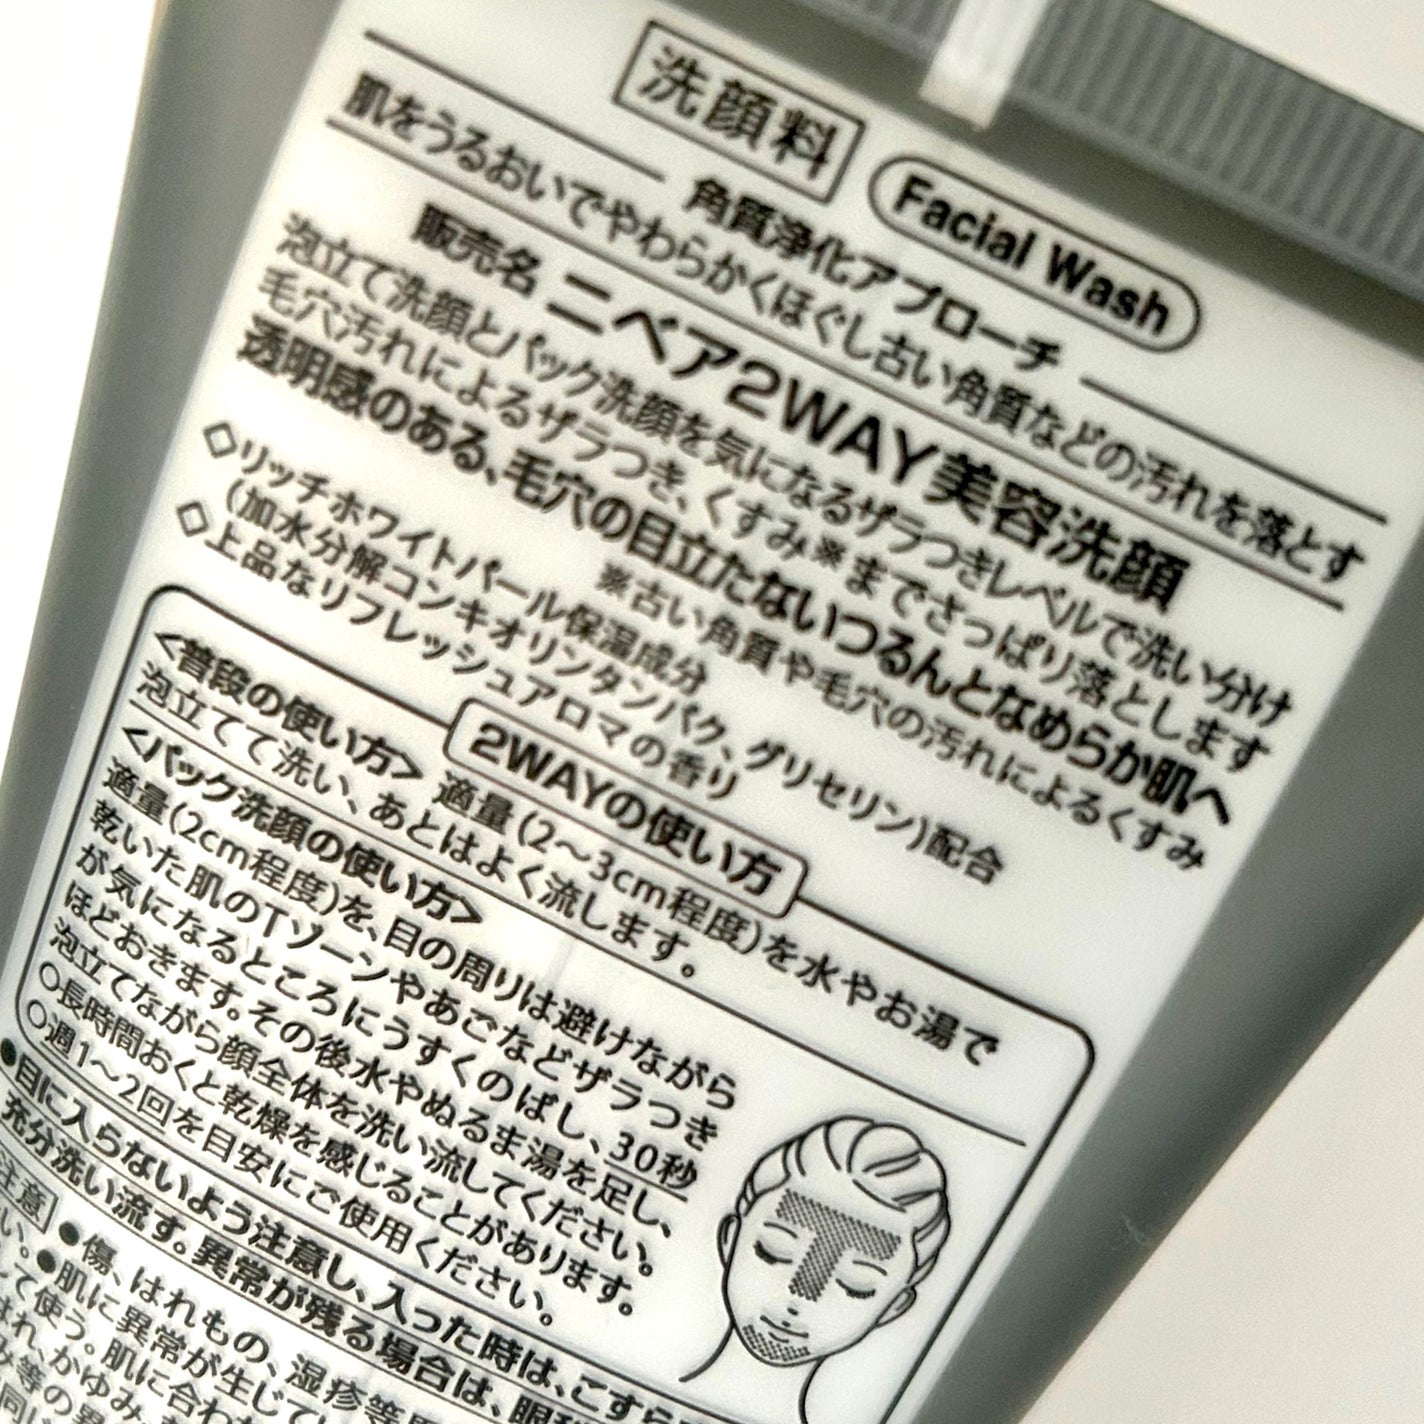 洗顔料 Facial Wash
角質浄化アプローチ
肌をうるおいでやわらかくほぐし古い角質などの汚れを落とす
販売名 ニベア2WAY美容洗顔
泡立て洗顔とパック洗顔を気になるザラつきレベルで洗い分け
毛穴汚れによるザラつき、くすみ※までさっぱり落とします
透明感のある、毛穴の目立たないつるんとなめらか肌へ
※古い角質や毛穴の汚れによるくすみ
◇リッチホワイトパール保湿成分
(加水分解コンキオリンタンパク、グリセリン)配合
◇上品なリフレッシュアロマの香り
2WAYの使い方
<普段の使い方> 適量(2〜3cm程度)を水やお湯で
泡立てて洗い、あとはよく流します。
<パック洗顔の使い方>
適量(2cm程度)を、目の周りは避けながら
乾いた肌のTゾーンやあごなどザラつき
が気になるところにうすくのばし、30秒
ほどおきます。その後水やぬるま湯を足し、
泡立てながら顔全体を洗い流してください。
○長時間おくと乾燥を感じることがあります。
○週1〜2回を目安にご使用ください。
●目に入らないよう注意し、入った時は、こすら
充分洗い流す。異常が残る場合は、眼科
注意 ●傷、はれもの、湿疹等
い。●肌に異常が生じてい
して使う。肌に合わ
はれ、かゆみ
み等の異